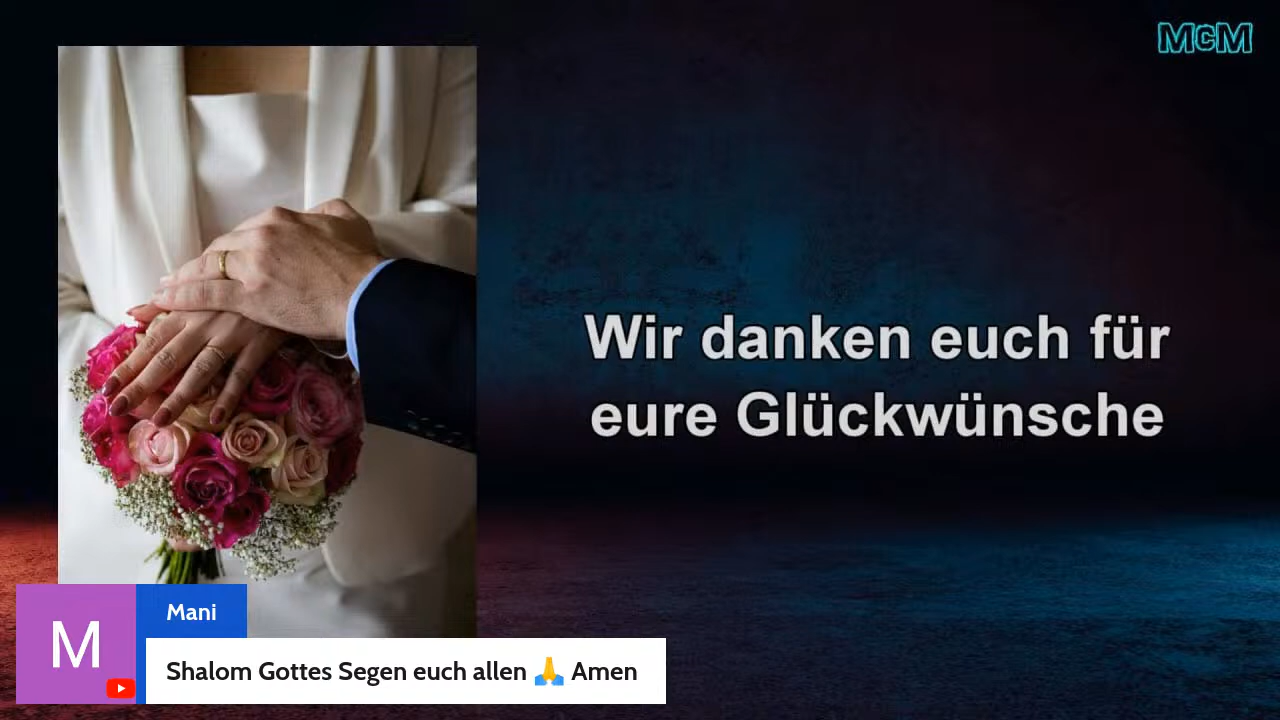 McM
Wir danken euch für
eure Glückwünsche
M
Mani
Shalom Gottes Segen euch allen 🙏 Amen